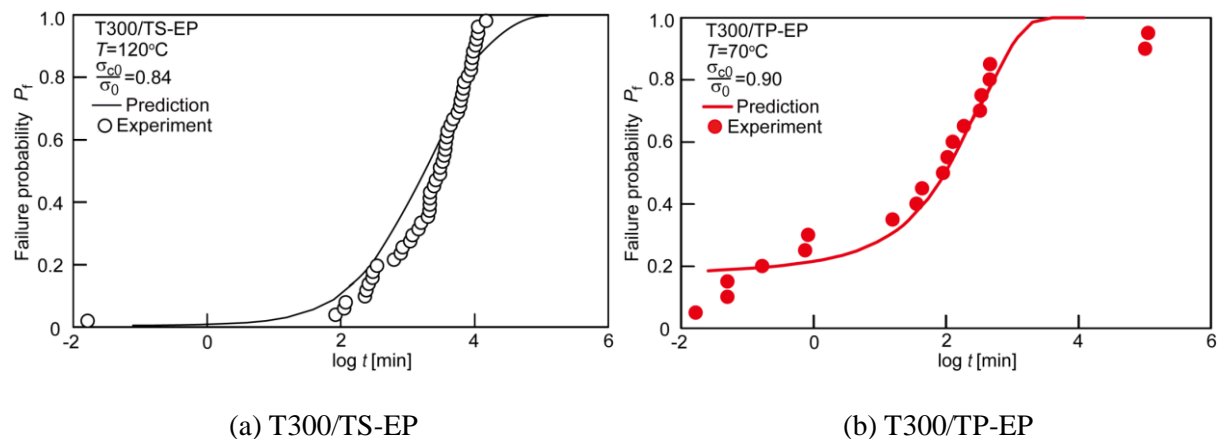 T300/TS-EP
T=120°C
σc0/σ0=0.84
Prediction
Experiment
Failure probability Pf
1.0
0.8
0.6
0.4
0.2
0
-2
0
2
4
6
log t [min]
(a) T300/TS-EP
T300/TP-EP
T=70°C
σc0/σ0=0.90
Prediction
Experiment
Failure probability Pf
1.0
0.8
0.6
0.4
0.2
0
-2
0
2
4
6
log t [min]
(b) T300/TP-EP